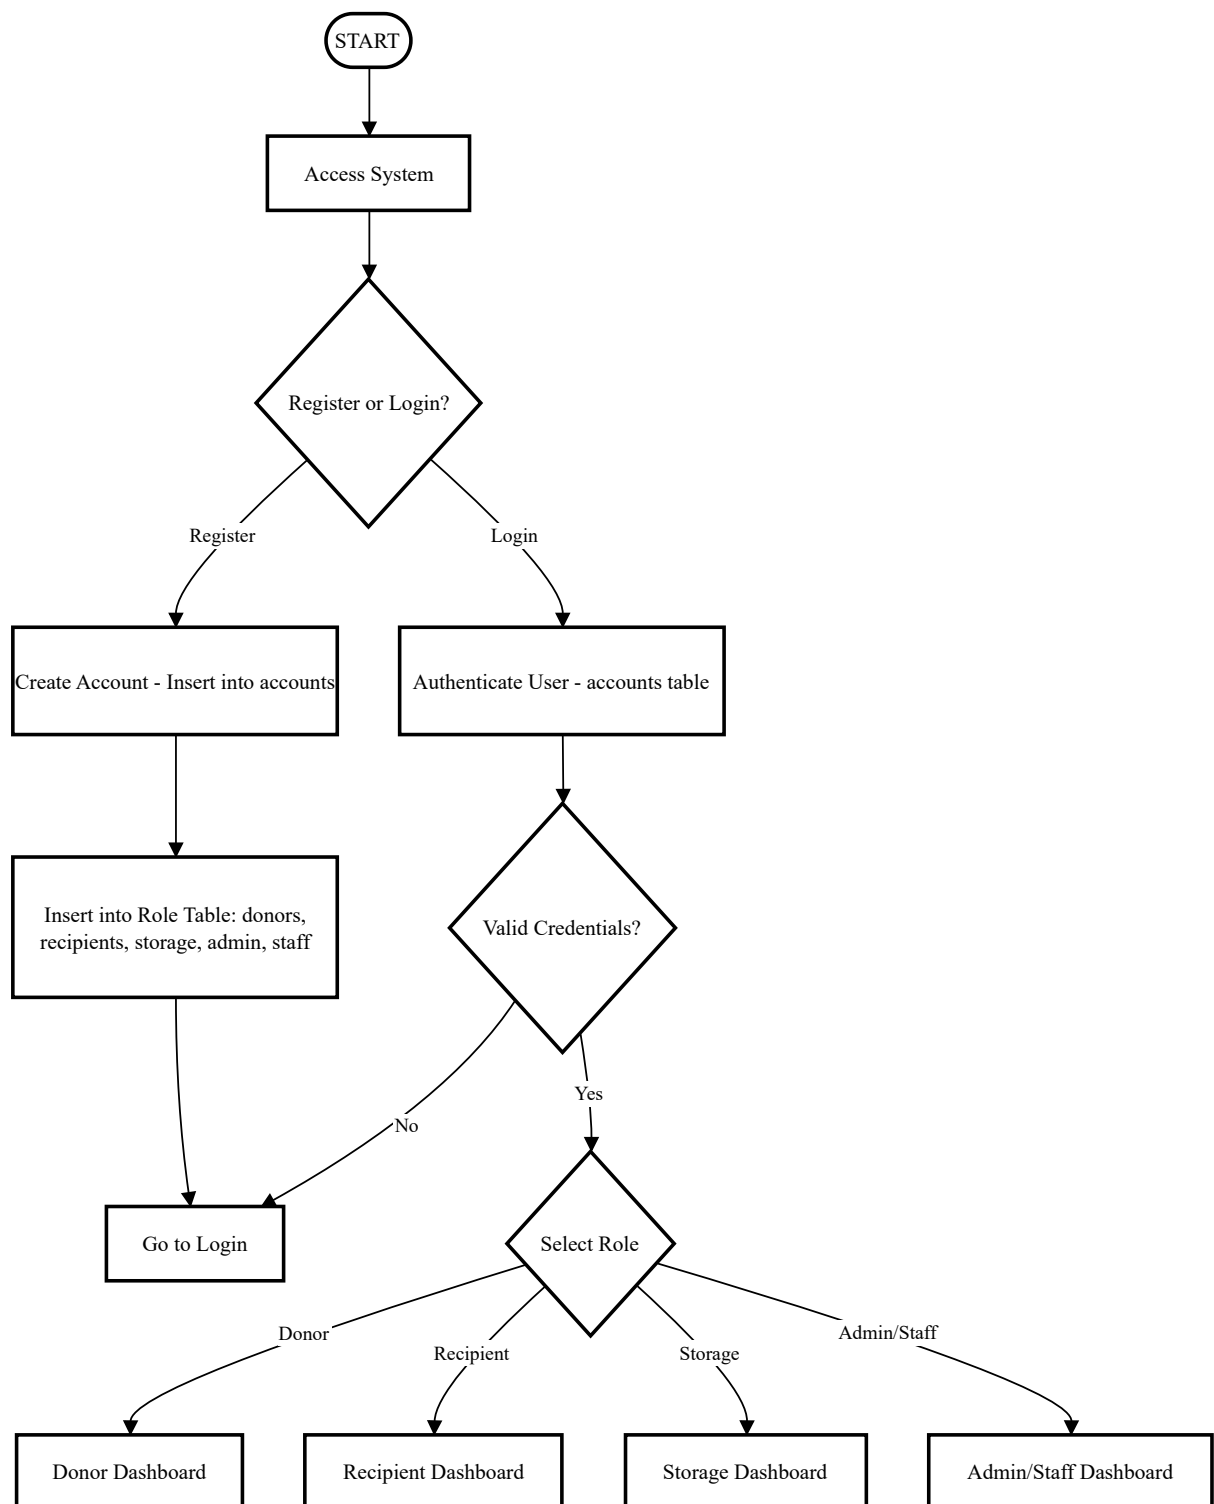 START
Access System
Register or Login?
Register
Login
Create Account - Insert into accounts
Authenticate User - accounts table
Insert into Role Table: donors,
recipients, storage, admin, staff
Valid Credentials?
No
Yes
Go to Login
Select Role
Donor
Recipient
Storage
Admin/Staff
Donor Dashboard
Recipient Dashboard
Storage Dashboard
Admin/Staff Dashboard